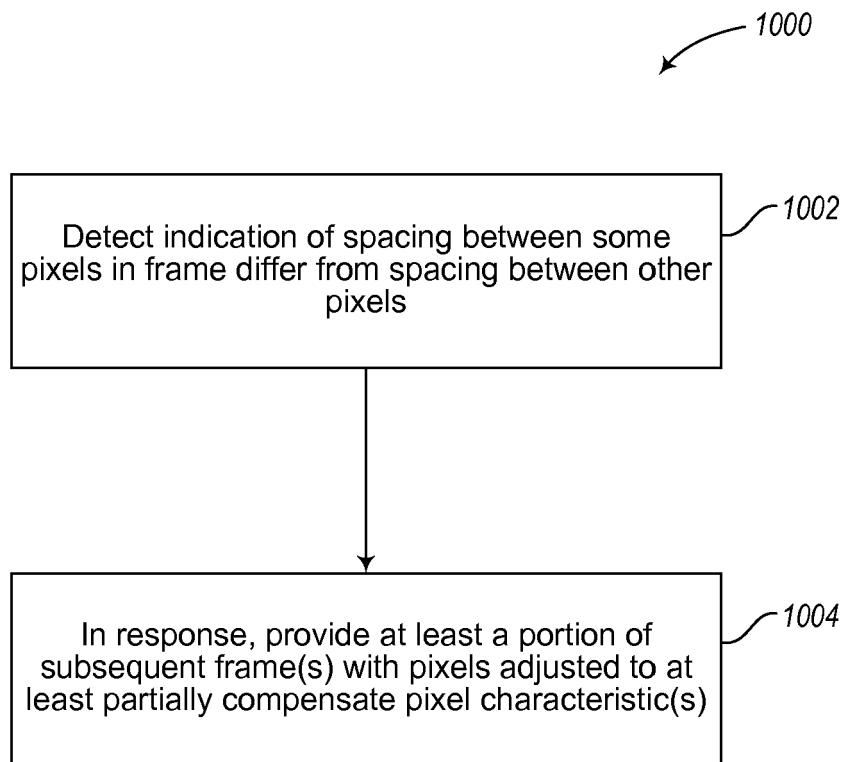 1000
1002
Detect indication of spacing between some
pixels in frame differ from spacing between other
pixels
1004
In response, provide at least a portion of
subsequent frame(s) with pixels adjusted to at
least partially compensate pixel characteristic(s)